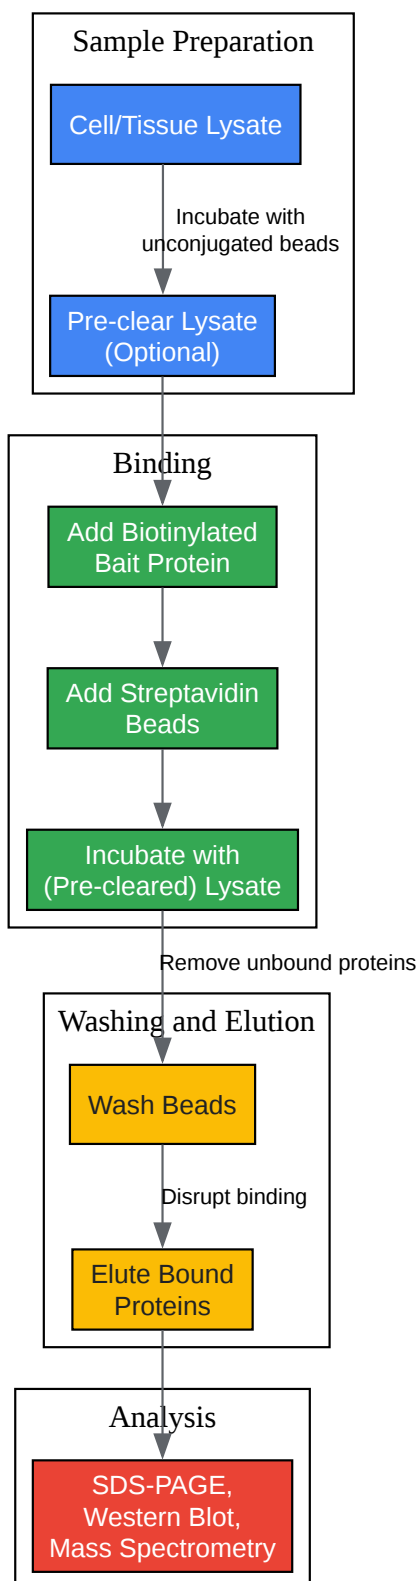 Sample Preparation
Cell/Tissue Lysate
Incubate with
unconjugated beads
Pre-clear Lysate
(Optional)
Binding
Add Biotinylated
Bait Protein
Add Streptavidin
Beads
Incubate with
(Pre-cleared) Lysate
Remove unbound proteins
Washing and Elution
Wash Beads
Disrupt binding
Elute Bound
Proteins
Analysis
SDS-PAGE,
Western Blot,
Mass Spectrometry